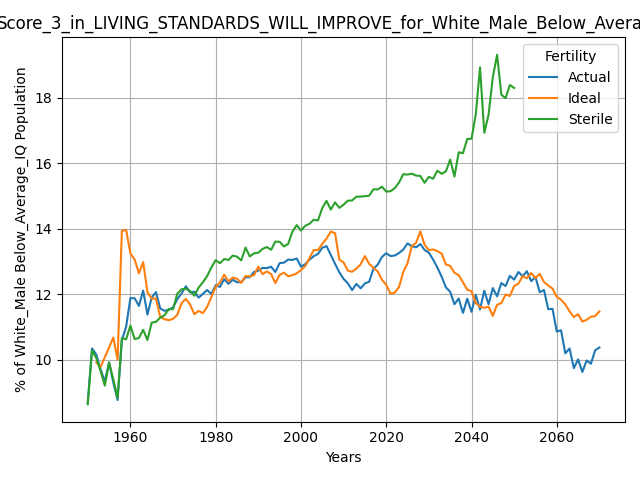 Score_3_in_LIVING_STANDARDS_WILL_IMPROVE_for_White_Male_Below_Avera
Fertility
Actual
Ideal
Sterile
% of White_Male Below_Average_IQ Population
18
16
14
12
10
1960 1980 2000 2020 2040 2060
Years